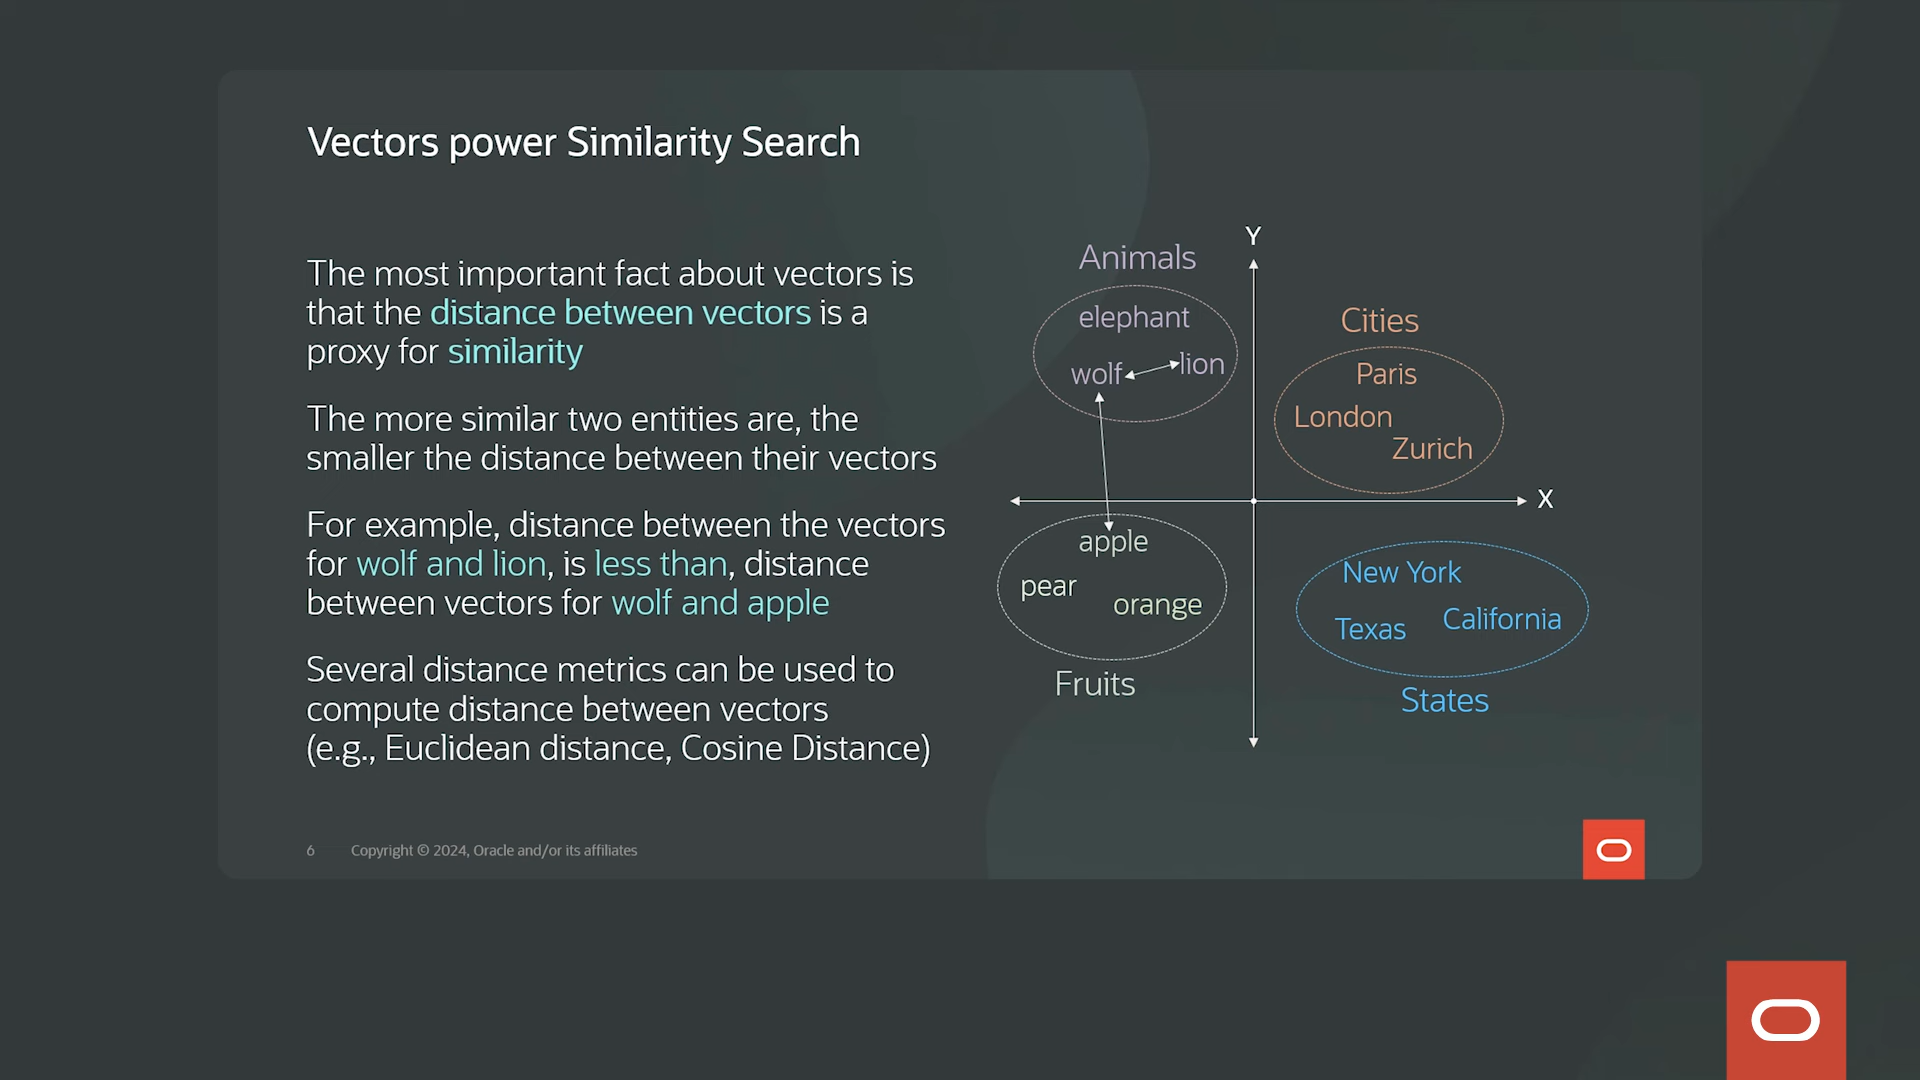 Vectors power Similarity Search
The most important fact about vectors is
that the distance between vectors is a
proxy for similarity
The more similar two entities are, the
smaller the distance between their vectors
For example, distance between the vectors
for wolf and lion, is less than, distance
between vectors for wolf and apple
Several distance metrics can be used to
compute distance between vectors
(e.g., Euclidean distance, Cosine Distance)
Y
Animals
elephant
wolf lion
Cities
Paris
London
Zurich
X
apple
pear
orange
Fruits
New York
Texas California
States
6 Copyright © 2024, Oracle and/or its affiliates